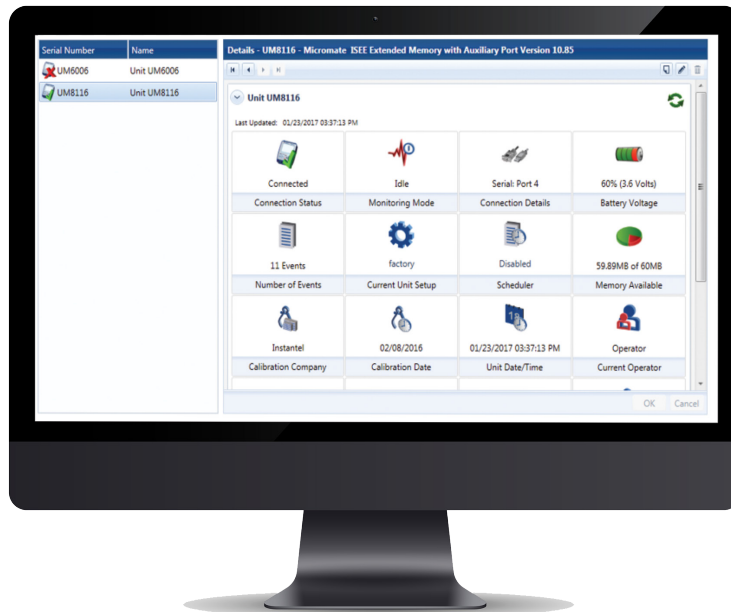 Serial Number Name
UM6006 Unit UM6006
UM8116 Unit UM8116
Details - UM8116 - Micromate ISEE Extended Memory with Auxiliary Port Version 10.85
Unit UM8116
Last Updated: 01/23/2017 03:37:13 PM
Connected Idle Serial: Port 4 60% (3.6 Volts)
Connection Status Monitoring Mode Connection Details Battery Voltage
11 Events factory Disabled 59.89MB of 60MB
Number of Events Current Unit Setup Scheduler Memory Available
Instantel 02/08/2016 01/23/2017 03:37:13 PM Operator
Calibration Company Calibration Date Unit Date/Time Current Operator
OK Cancel